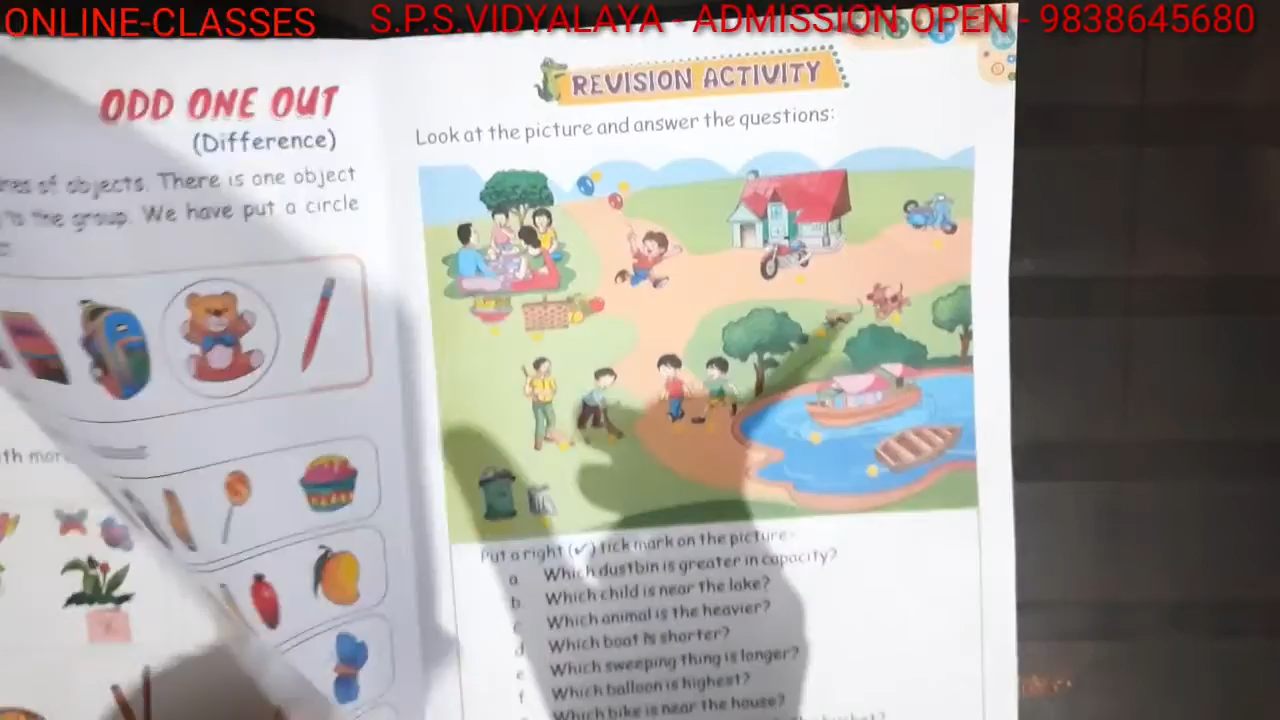 ONLINE-CLASSES S.P.S.VIDYALAYA - ADMISSION OPEN - 9838645680
ODD ONE OUT
(Difference)
of objects. There is one object
to the group. We have put a circle
REVISION ACTIVITY
Look at the picture and answer the questions:
Put a right (✓) tick mark on the picture-
a Which dustbin is greater in capacity?
b. Which child is near the lake?
c Which animal is the heavier?
d Which boat is shorter?
e Which sweeping thing is longer?
f Which balloon is highest?
Which bike is near the house?